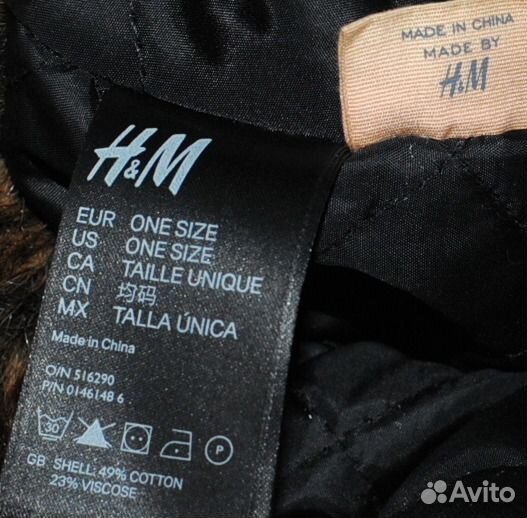 MADE IN CHINA
MADE BY
H&M
H&M
EUR ONE SIZE
US ONE SIZE
CA TAILLE UNIQUE
CN 均码
MX TALLA ÚNICA
Made in China
O/N 516290
P/N 0146148 6
30
P
GB SHELL: 49% COTTON
23% VISCOSE
Avito